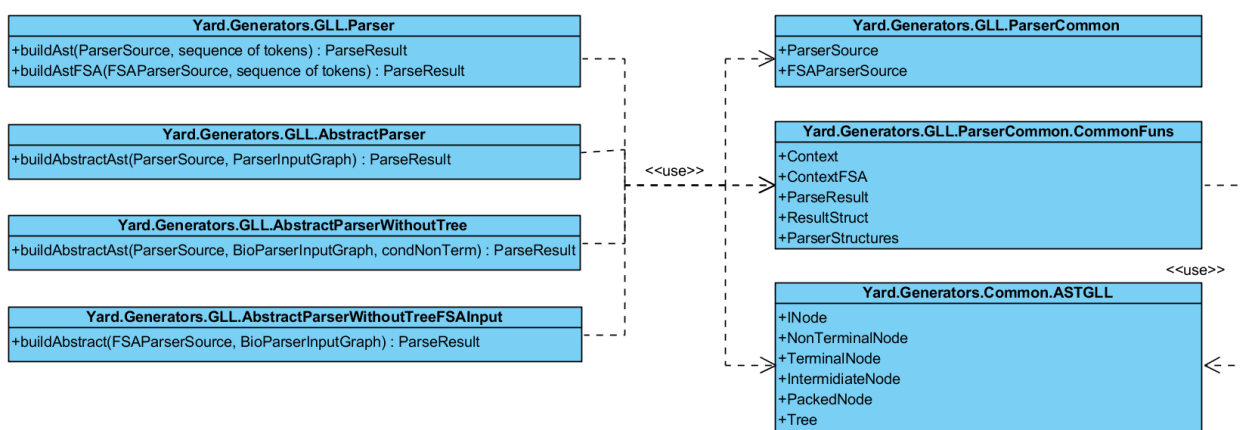 Yard.Generators.GLL.Parser
+buildAst(ParserSource, sequence of tokens) : ParseResult
+buildAstFSA(FSAParserSource, sequence of tokens) : ParseResult
Yard.Generators.GLL.AbstractParser
+buildAbstractAst(ParserSource, ParserInputGraph) : ParseResult
Yard.Generators.GLL.AbstractParserWithoutTree
+buildAbstractAst(ParserSource, BioParserInputGraph, condNonTerm) : ParseResult
Yard.Generators.GLL.AbstractParserWithoutTreeFSAInput
+buildAbstract(FSAParserSource, BioParserInputGraph) : ParseResult
<<use>>
Yard.Generators.GLL.ParserCommon
+ParserSource
+FSAParserSource
Yard.Generators.GLL.ParserCommon.CommonFuns
+Context
+ContextFSA
+ParseResult
+ResultStruct
+ParserStructures
<<use>>
Yard.Generators.Common.ASTGLL
+INode
+NonTerminalNode
+TerminalNode
+IntermidiateNode
+PackedNode
+Tree